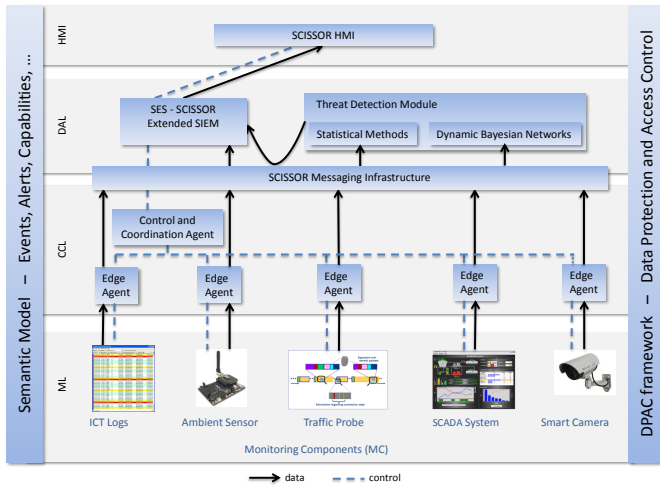 HMI
SCISSOR HMI
DAL
SES - SCISSOR
Extended SIEM
Threat Detection Module
Statistical Methods
Dynamic Bayesian Networks
SCISSOR Messaging Infrastructure
CCL
Control and
Coordination Agent
Edge
Agent
Edge
Agent
Edge
Agent
Edge
Agent
Edge
Agent
ML
ICT Logs
Ambient Sensor
Traffic Probe
SCADA System
Smart Camera
Monitoring Components (MC)
data
control
Semantic Model – Events, Alerts, Capabilities, ...
DPAC framework – Data Protection and Access Control